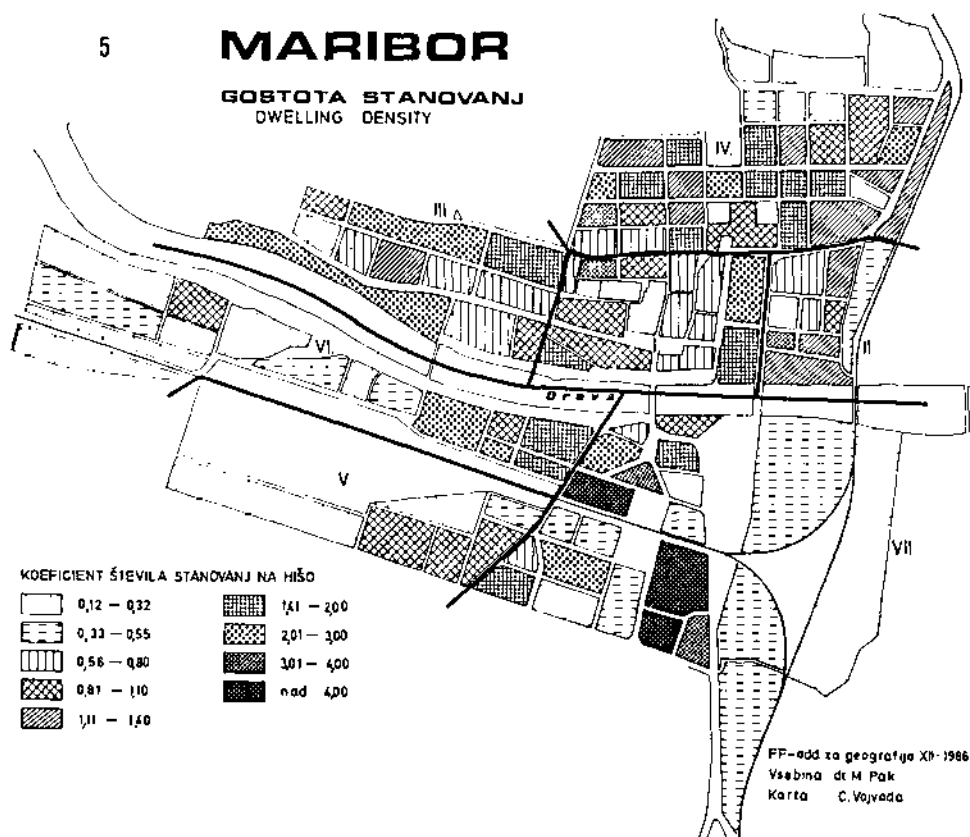 5
MARIBOR
GOSTOTA STANOVANJ
DWELLING DENSITY
IV.
III
II
VI
Drava
V
VII
KOEFICIENT ŠTEVILA STANOVANJ NA HIŠO
0,12 – 0,32
0,33 – 0,55
0,56 – 0,80
0,81 – 1,10
1,11 – 1,40
1,41 – 2,00
2,01 – 3,00
3,01 – 4,00
nad 4,00
FF-odd. za geografijo XII-1986
Vsebina dr. M. Pak
Karta C. Vojvoda